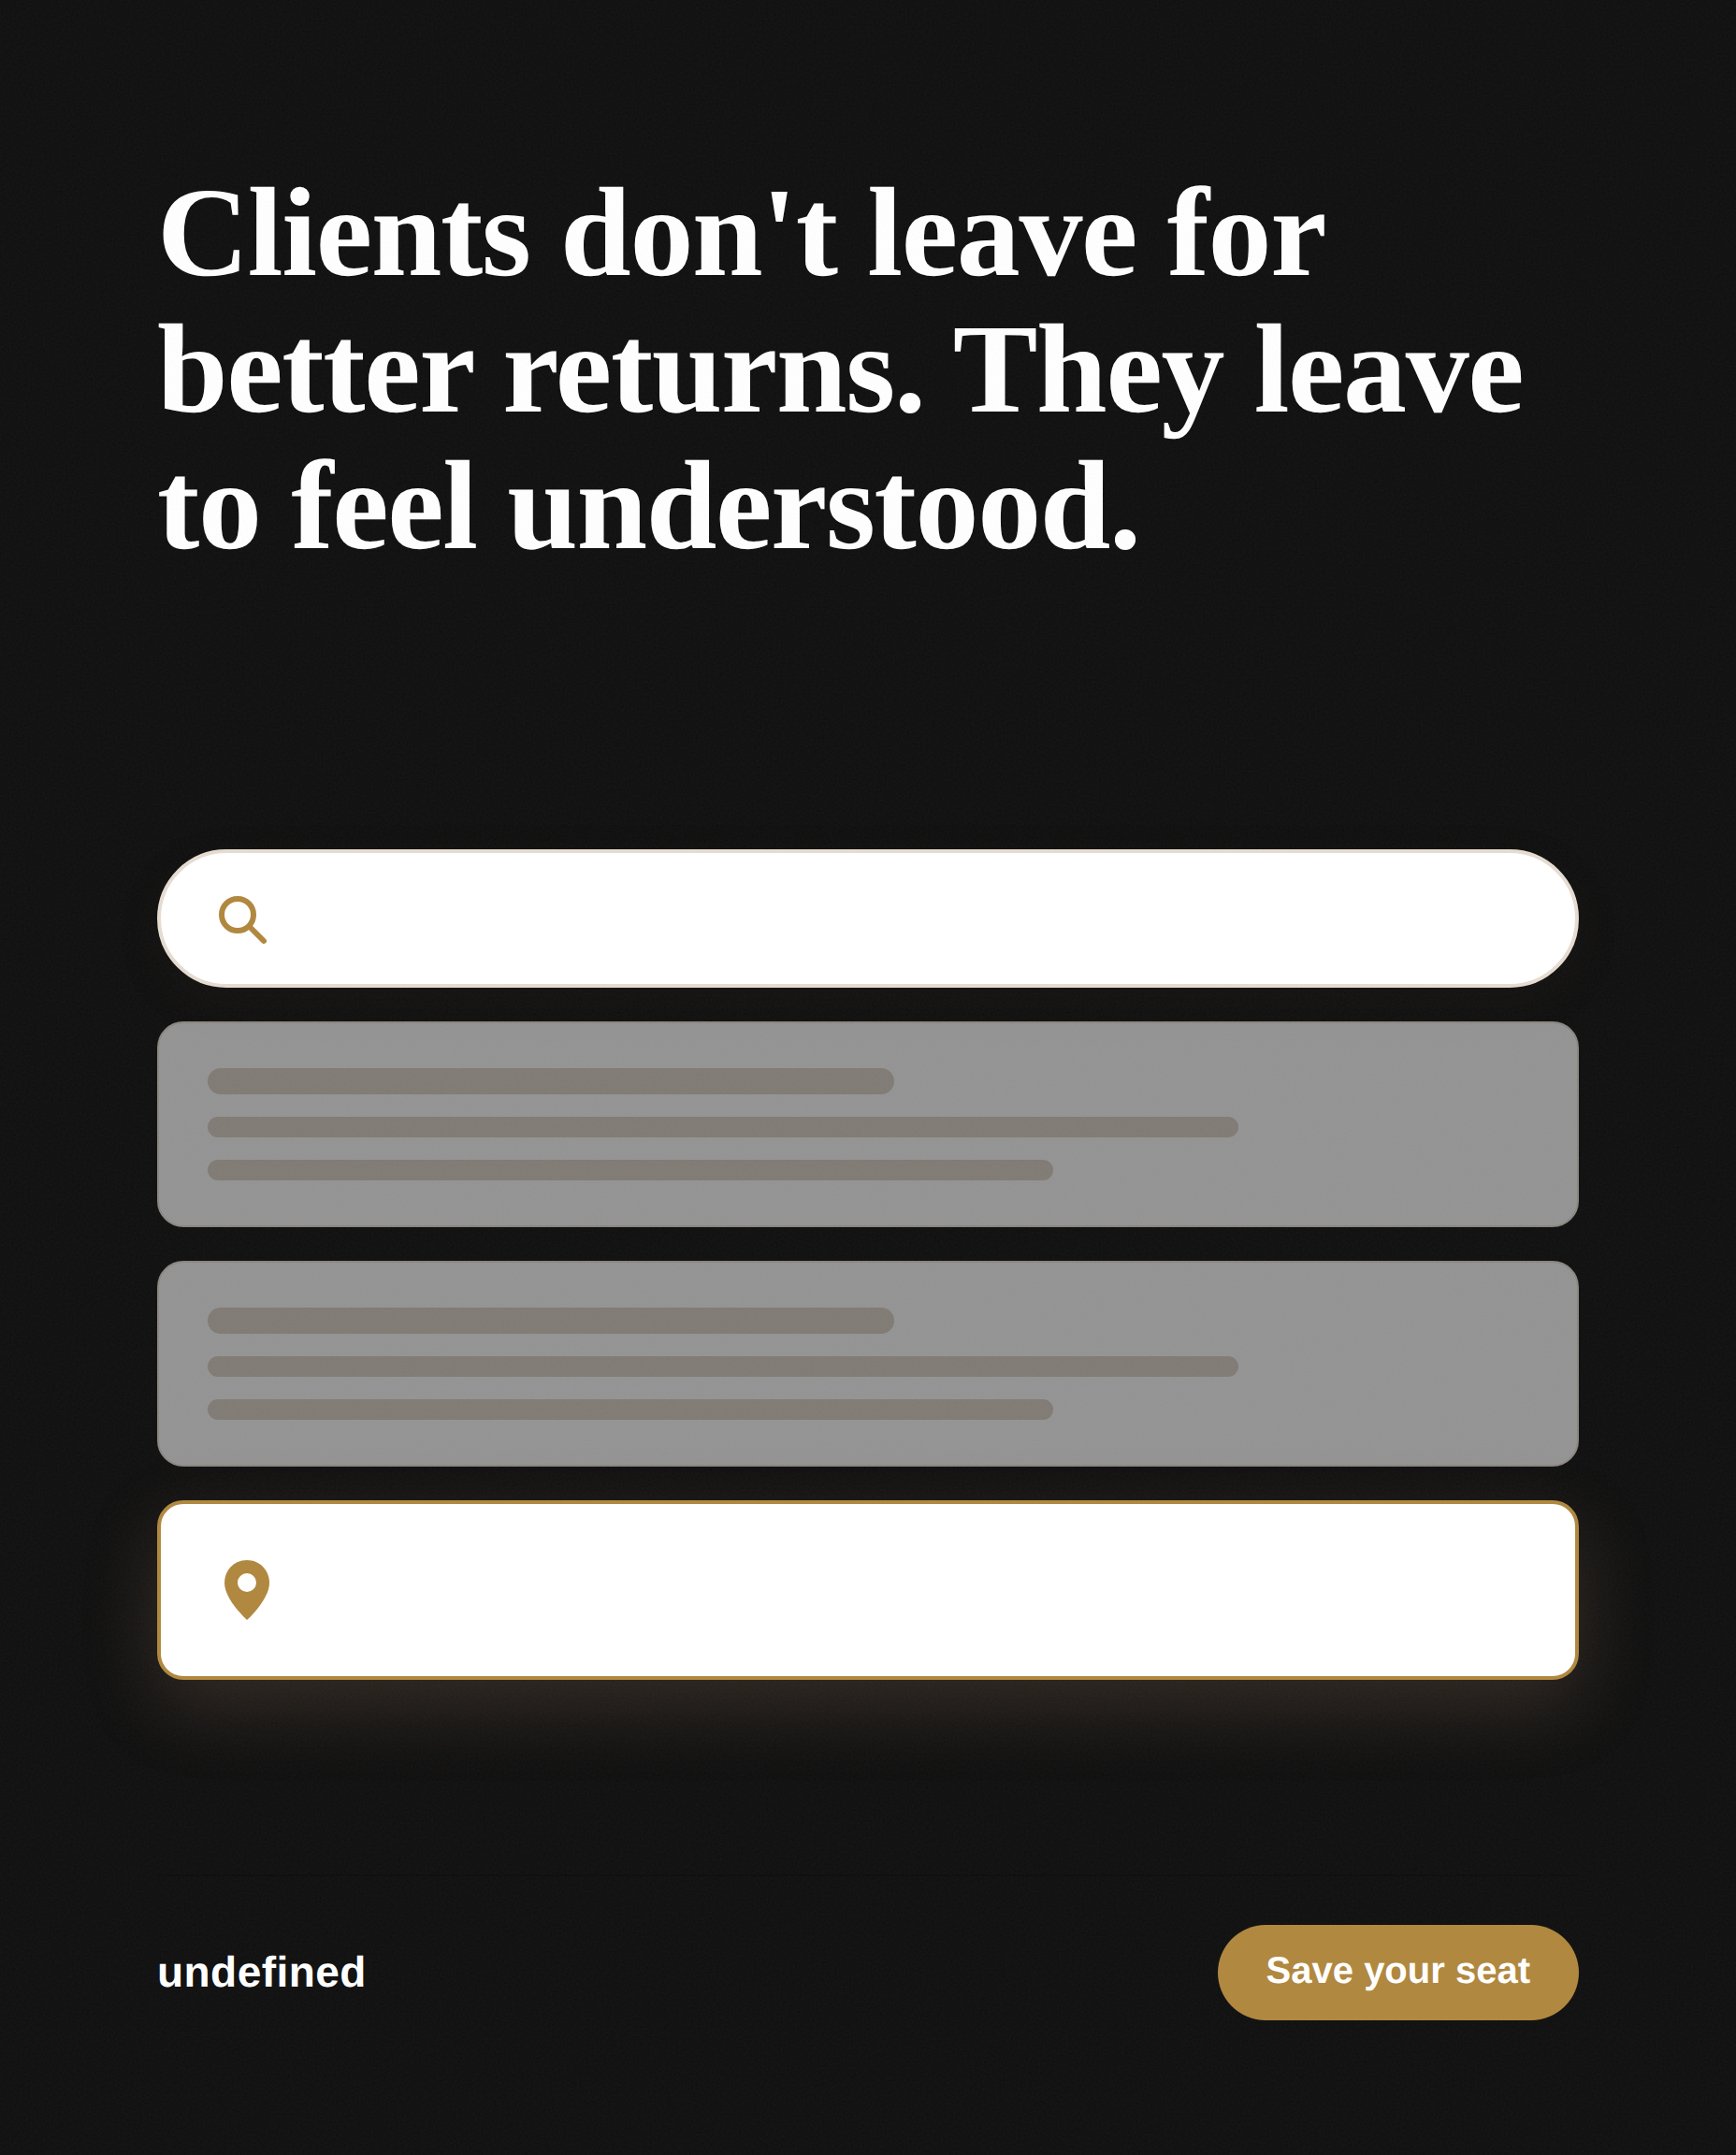 Clients don't leave for
better returns. They leave
to feel understood.
undefined
Save your seat